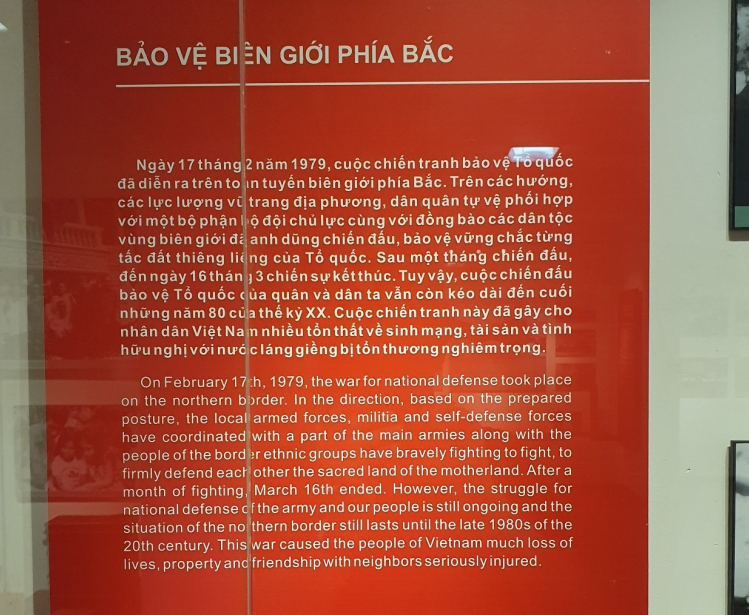 BẢO VỆ BIÊN GIỚI PHÍA BẮC
Ngày 17 tháng 2 năm 1979, cuộc chiến tranh bảo vệ Tổ quốc
đã diễn ra trên toàn tuyến biên giới phía Bắc. Trên các hướng,
các lực lượng vũ trang địa phương, dân quân tự vệ phối hợp
với một bộ phận bộ đội chủ lực cùng với đồng bào các dân tộc
vùng biên giới đã anh dũng chiến đấu, bảo vệ vững chắc từng
tấc đất thiêng liêng của Tổ quốc. Sau một tháng chiến đấu,
đến ngày 16 tháng 3 chiến sự kết thúc. Tuy vậy, cuộc chiến đấu
bảo vệ Tổ quốc của quân và dân ta vẫn còn kéo dài đến cuối
những năm 80 của thế kỷ XX. Cuộc chiến tranh này đã gây cho
nhân dân Việt Nam nhiều tổn thất về sinh mạng, tài sản và tình
hữu nghị với nước láng giềng bị tổn thương nghiêm trọng.
On February 17th, 1979, the war for national defense took place
on the northern border. In the direction, based on the prepared
posture, the local armed forces, militia and self-defense forces
have coordinated with a part of the main armies along with the
people of the border ethnic groups have bravely fighting to fight, to
firmly defend each other the sacred land of the motherland. After a
month of fighting, March 16th ended. However, the struggle for
national defense of the army and our people is still ongoing and the
situation of the northern border still lasts until the late 1980s of the
20th century. This war caused the people of Vietnam much loss of
lives, property and friendship with neighbors seriously injured.